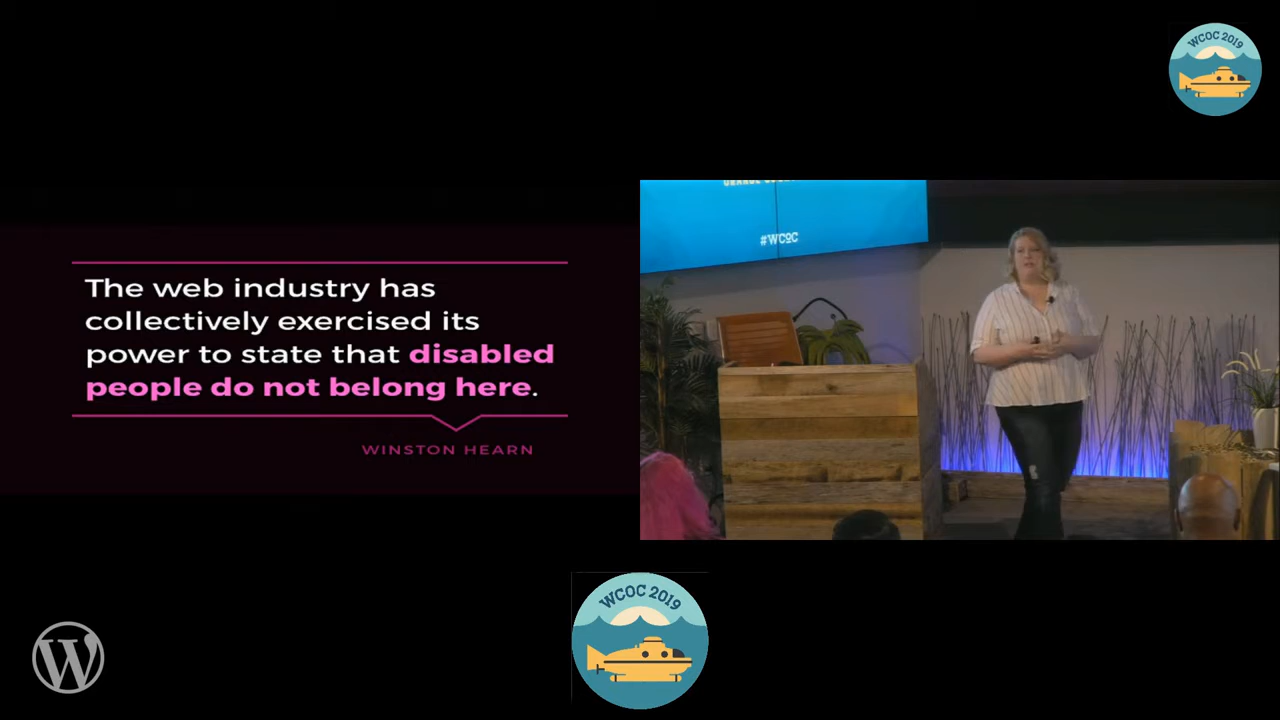 WCOC 2019
The web industry has
collectively exercised its
power to state that disabled
people do not belong here.
WINSTON HEARN
#WCOC
WCOC 2019